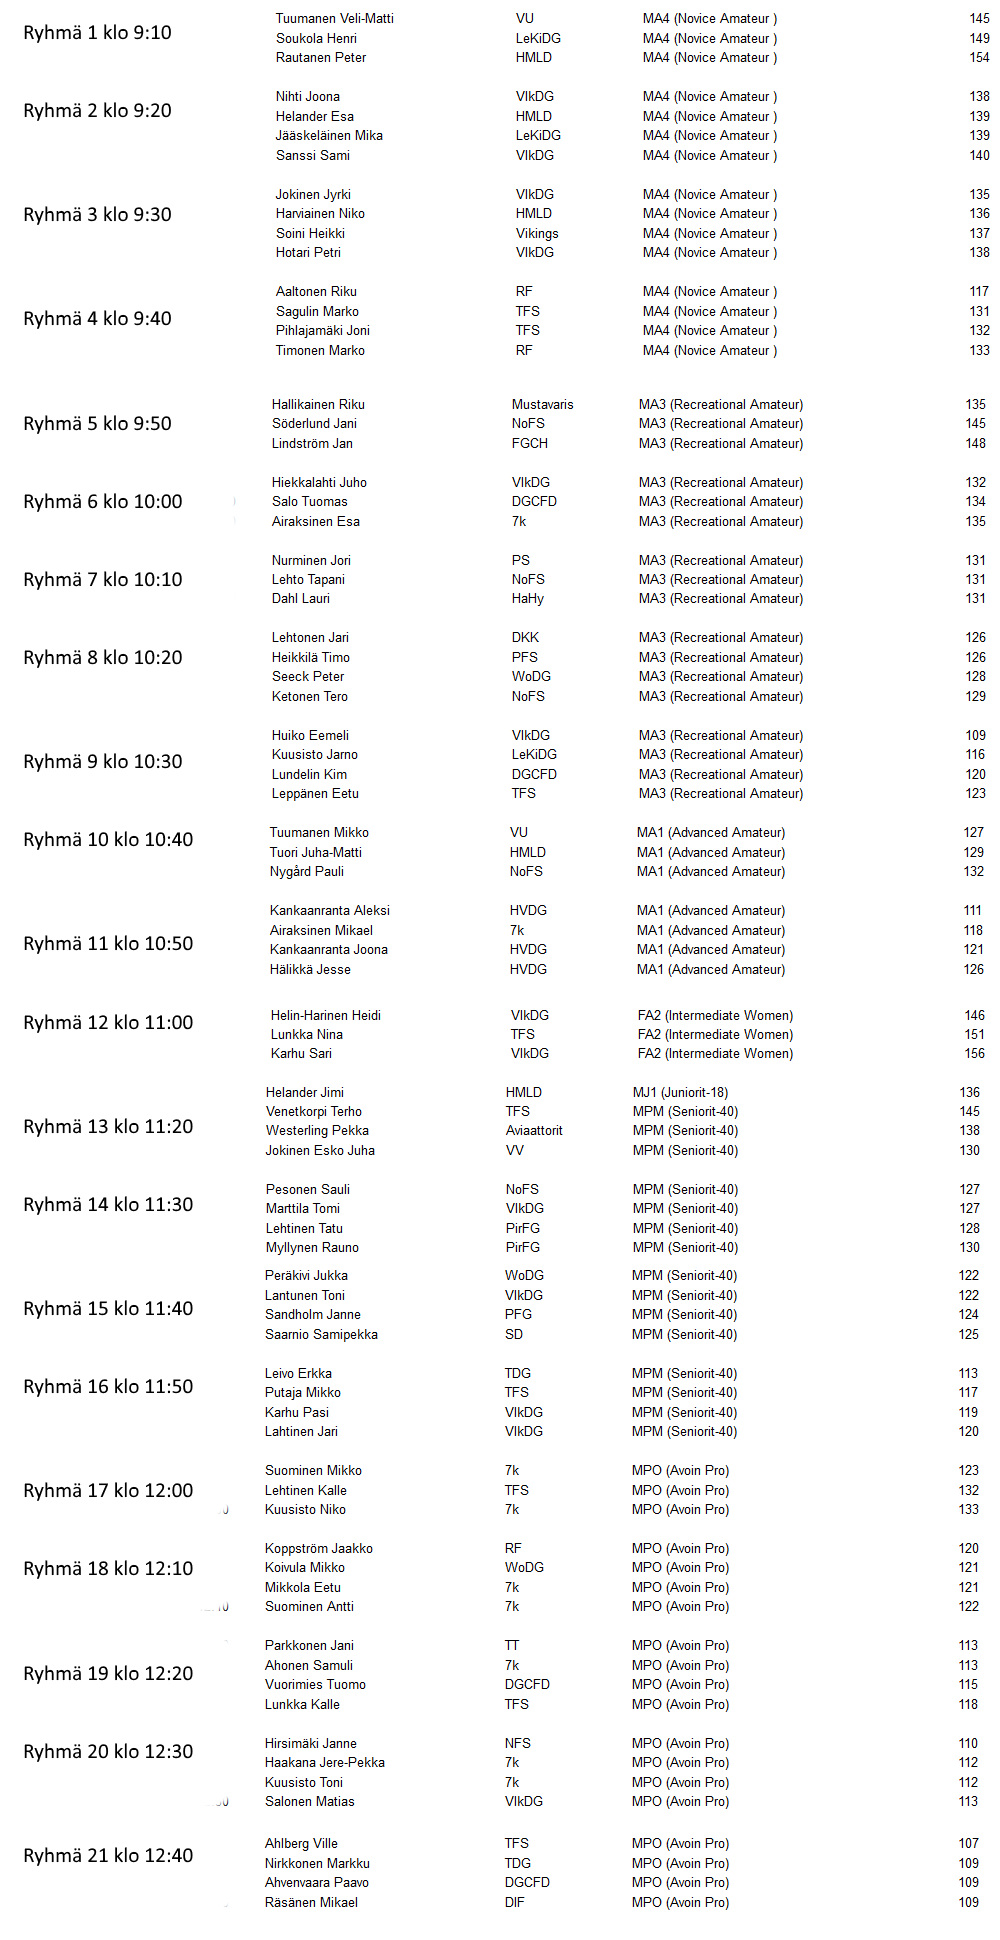 Ryhmä 1 klo 9:10
Tuumanen Veli-Matti VU MA4 (Novice Amateur ) 145
Soukola Henri LeKiDG MA4 (Novice Amateur ) 149
Rautanen Peter HMLD MA4 (Novice Amateur ) 154
Ryhmä 2 klo 9:20
Nihti Joona VlkDG MA4 (Novice Amateur ) 138
Helander Esa HMLD MA4 (Novice Amateur ) 139
Jääskeläinen Mika LeKiDG MA4 (Novice Amateur ) 139
Sanssi Sami VlkDG MA4 (Novice Amateur ) 140
Ryhmä 3 klo 9:30
Jokinen Jyrki VlkDG MA4 (Novice Amateur ) 135
Harviainen Niko HMLD MA4 (Novice Amateur ) 136
Soini Heikki Vikings MA4 (Novice Amateur ) 137
Hotari Petri VlkDG MA4 (Novice Amateur ) 138
Ryhmä 4 klo 9:40
Aaltonen Riku RF MA4 (Novice Amateur ) 117
Sagulin Marko TFS MA4 (Novice Amateur ) 131
Pihlajamäki Joni TFS MA4 (Novice Amateur ) 132
Timonen Marko RF MA4 (Novice Amateur ) 133
Ryhmä 5 klo 9:50
Hallikainen Riku Mustavaris MA3 (Recreational Amateur) 135
Söderlund Jani NoFS MA3 (Recreational Amateur) 145
Lindström Jan FGCH MA3 (Recreational Amateur) 148
Ryhmä 6 klo 10:00
Hiekkalahti Juho VlkDG MA3 (Recreational Amateur) 132
Salo Tuomas DGCFD MA3 (Recreational Amateur) 134
Airaksinen Esa 7k MA3 (Recreational Amateur) 135
Ryhmä 7 klo 10:10
Nurminen Jori PS MA3 (Recreational Amateur) 131
Lehto Tapani NoFS MA3 (Recreational Amateur) 131
Dahl Lauri HaHy MA3 (Recreational Amateur) 131
Ryhmä 8 klo 10:20
Lehtonen Jari DKK MA3 (Recreational Amateur) 126
Heikkilä Timo PFS MA3 (Recreational Amateur) 126
Seeck Peter WoDG MA3 (Recreational Amateur) 128
Ketonen Tero NoFS MA3 (Recreational Amateur) 129
Ryhmä 9 klo 10:30
Huiko Eemeli VlkDG MA3 (Recreational Amateur) 109
Kuusisto Jarno LeKiDG MA3 (Recreational Amateur) 116
Lundelin Kim DGCFD MA3 (Recreational Amateur) 120
Leppänen Eetu TFS MA3 (Recreational Amateur) 123
Ryhmä 10 klo 10:40
Tuumanen Mikko VU MA1 (Advanced Amateur) 127
Tuori Juha-Matti HMLD MA1 (Advanced Amateur) 129
Nygård Pauli NoFS MA1 (Advanced Amateur) 132
Ryhmä 11 klo 10:50
Kankaanranta Aleksi HVDG MA1 (Advanced Amateur) 111
Airaksinen Mikael 7k MA1 (Advanced Amateur) 118
Kankaanranta Joona HVDG MA1 (Advanced Amateur) 121
Hälikkä Jesse HVDG MA1 (Advanced Amateur) 126
Ryhmä 12 klo 11:00
Helin-Harinen Heidi VlkDG FA2 (Intermediate Women) 146
Lunkka Nina TFS FA2 (Intermediate Women) 151
Karhu Sari VlkDG FA2 (Intermediate Women) 156
Ryhmä 13 klo 11:20
Helander Jimi HMLD MJ1 (Juniorit-18) 136
Venetkorpi Terho TFS MPM (Seniorit-40) 145
Westerling Pekka Aviaattorit MPM (Seniorit-40) 138
Jokinen Esko Juha VV MPM (Seniorit-40) 130
Ryhmä 14 klo 11:30
Pesonen Sauli NoFS MPM (Seniorit-40) 127
Marttila Tomi VlkDG MPM (Seniorit-40) 127
Lehtinen Tatu PirFG MPM (Seniorit-40) 128
Myllynen Rauno PirFG MPM (Seniorit-40) 130
Ryhmä 15 klo 11:40
Peräkivi Jukka WoDG MPM (Seniorit-40) 122
Lantunen Toni VlkDG MPM (Seniorit-40) 122
Sandholm Janne PFG MPM (Seniorit-40) 124
Saarnio Samipekka SD MPM (Seniorit-40) 125
Ryhmä 16 klo 11:50
Leivo Erkka TDG MPM (Seniorit-40) 113
Putaja Mikko TFS MPM (Seniorit-40) 117
Karhu Pasi VlkDG MPM (Seniorit-40) 119
Lahtinen Jari VlkDG MPM (Seniorit-40) 120
Ryhmä 17 klo 12:00
Suominen Mikko 7k MPO (Avoin Pro) 123
Lehtinen Kalle TFS MPO (Avoin Pro) 132
Kuusisto Niko 7k MPO (Avoin Pro) 133
Ryhmä 18 klo 12:10
Koppström Jaakko RF MPO (Avoin Pro) 120
Koivula Mikko WoDG MPO (Avoin Pro) 121
Mikkola Eetu 7k MPO (Avoin Pro) 121
Suominen Antti 7k MPO (Avoin Pro) 122
Ryhmä 19 klo 12:20
Parkkonen Jani TT MPO (Avoin Pro) 113
Ahonen Samuli 7k MPO (Avoin Pro) 113
Vuorimies Tuomo DGCFD MPO (Avoin Pro) 115
Lunkka Kalle TFS MPO (Avoin Pro) 118
Ryhmä 20 klo 12:30
Hirsimäki Janne NFS MPO (Avoin Pro) 110
Haakana Jere-Pekka 7k MPO (Avoin Pro) 112
Kuusisto Toni 7k MPO (Avoin Pro) 112
Salonen Matias VlkDG MPO (Avoin Pro) 113
Ryhmä 21 klo 12:40
Ahlberg Ville TFS MPO (Avoin Pro) 107
Nirkkonen Markku TDG MPO (Avoin Pro) 109
Ahvenvaara Paavo DGCFD MPO (Avoin Pro) 109
Räsänen Mikael DIF MPO (Avoin Pro) 109